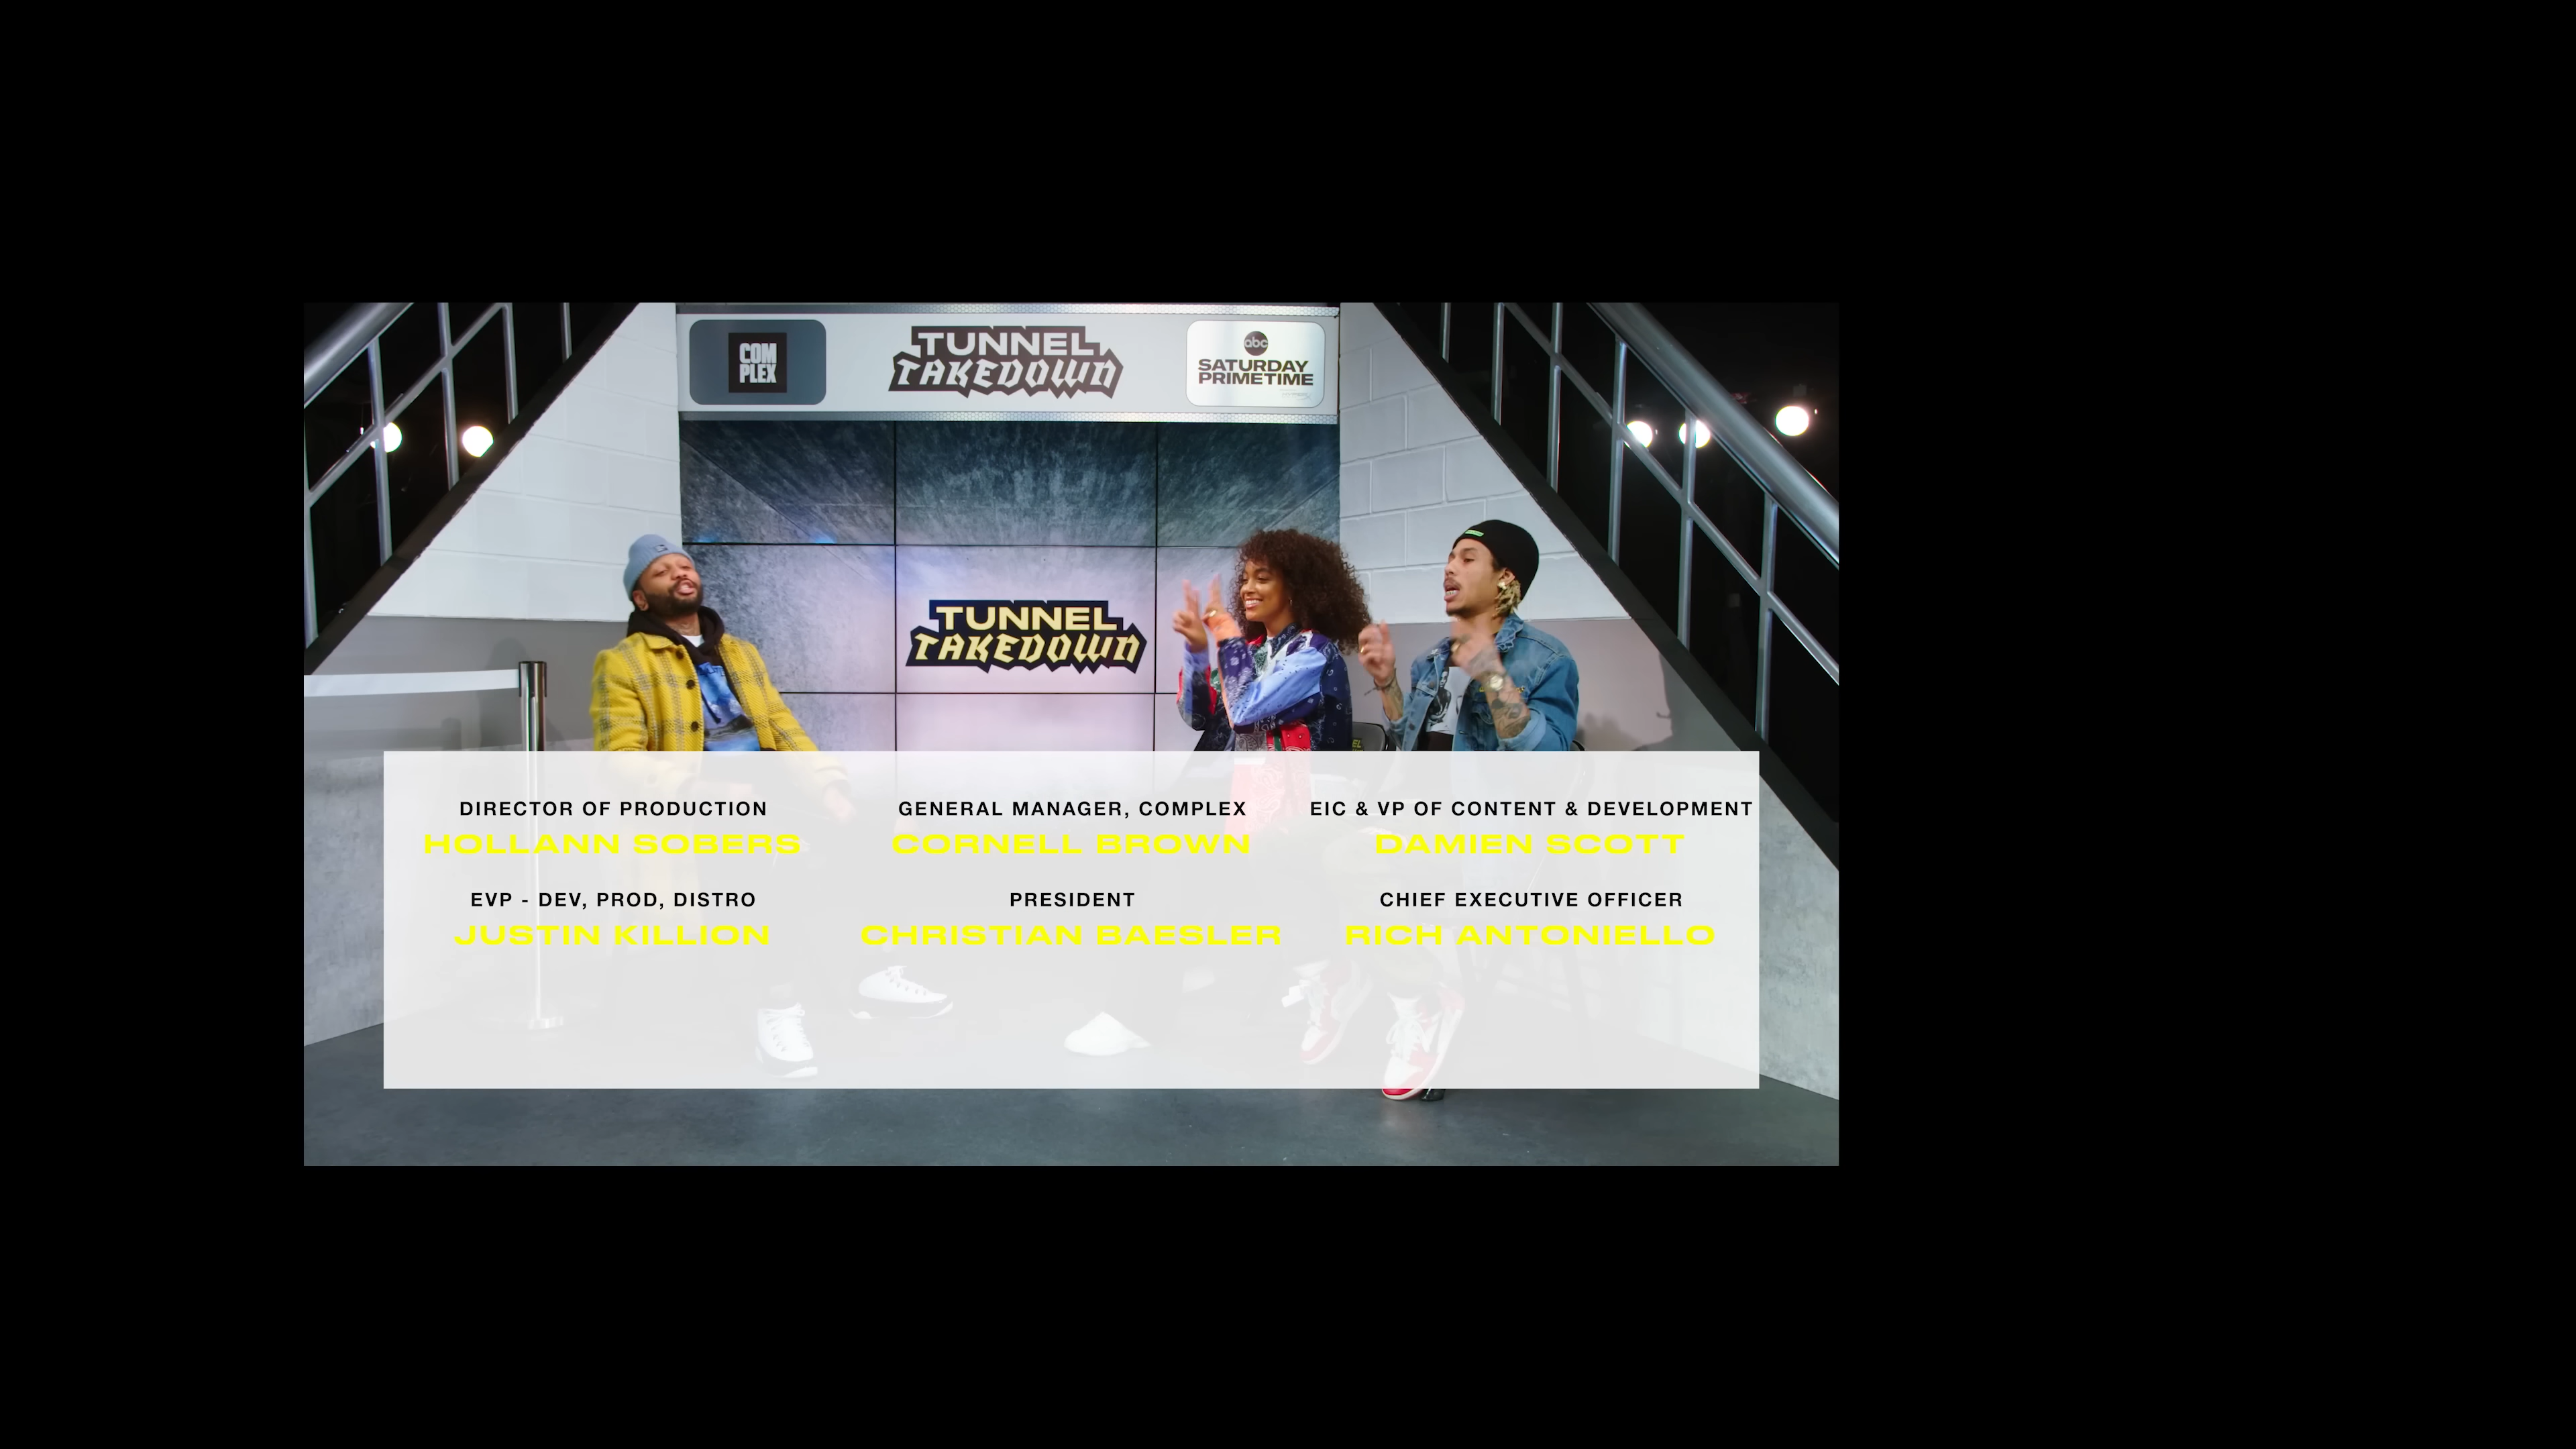 COM
PLEX
TUNNEL
TAKEDOWN
abc
SATURDAY
PRIMETIME
TUNNEL
TAKEDOWN
DIRECTOR OF PRODUCTION
HOLLANN SOBERS
GENERAL MANAGER, COMPLEX
CORNELL BROWN
EIC & VP OF CONTENT & DEVELOPMENT
DAMIEN SCOTT
EVP - DEV, PROD, DISTRO
JUSTIN KILLION
PRESIDENT
CHRISTIAN BAESLER
CHIEF EXECUTIVE OFFICER
RICH ANTONIELLO